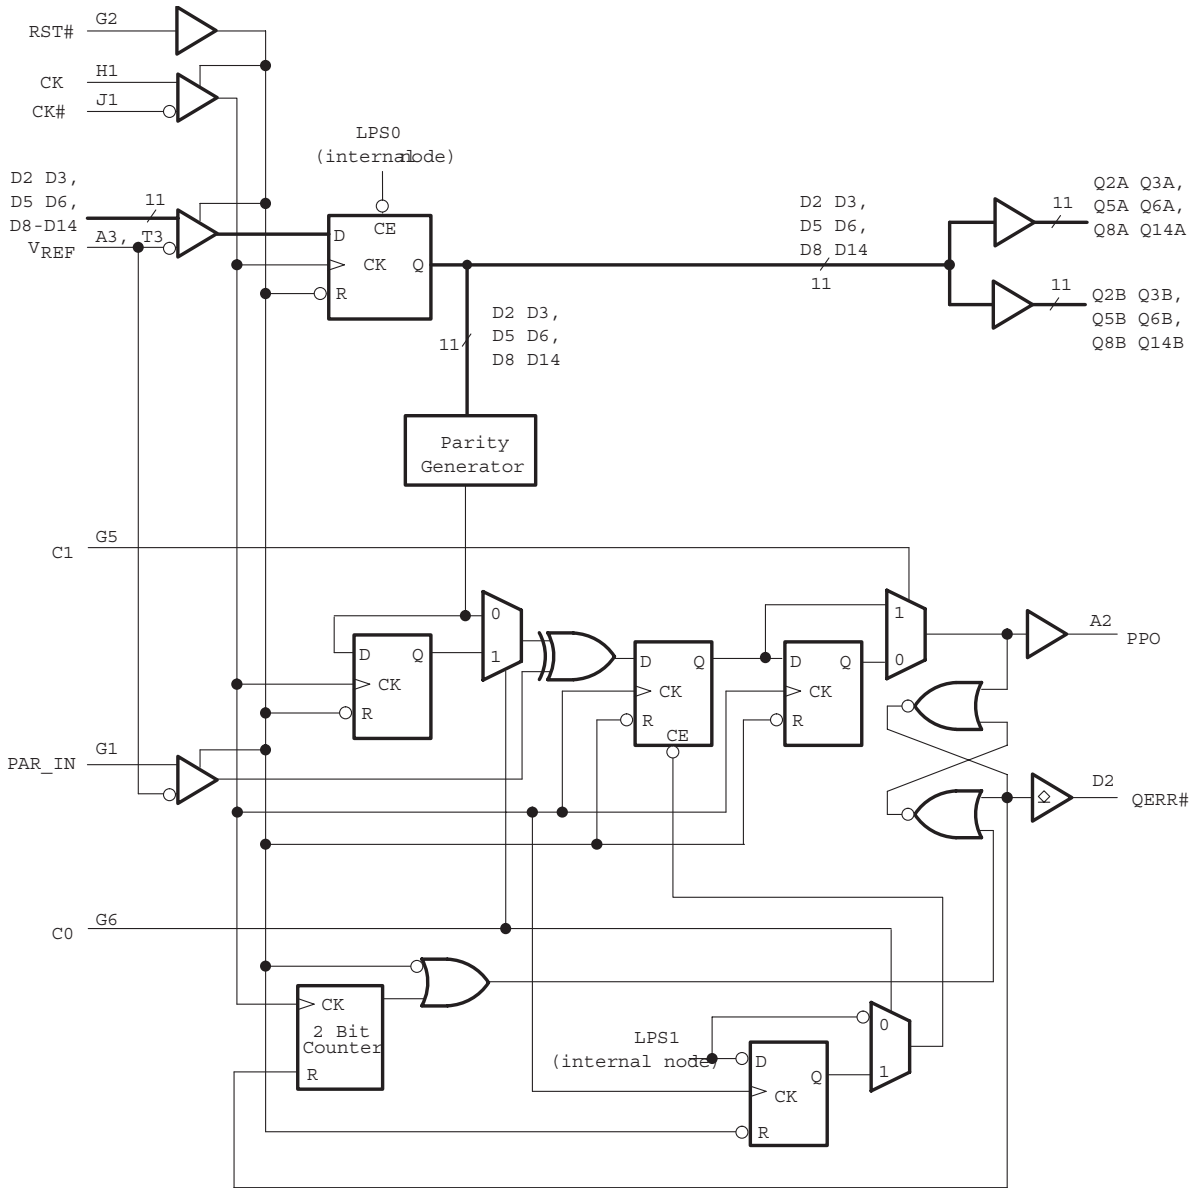 RST#
G2
CK
H1
CK#
J1
LPS0
(internal node)
D2 D3,
D5 D6,
D8-D14
11
VREF
A3, T3
D
CE
CK
Q
R
D2 D3,
D5 D6,
D8 D14
11
11
Q2A Q3A,
Q5A Q6A,
Q8A Q14A
11
Q2B Q3B,
Q5B Q6B,
Q8B Q14B
11
D2 D3,
D5 D6,
D8 D14
Parity
Generator
C1
G5
0
1
D
Q
CK
R
D
Q
CK
R
CE
D
Q
CK
R
1
0
A2
PPO
PAR_IN
G1
D2
QERR#
C0
G6
CK
2 Bit
Counter
R
LPS1
(internal node)
D
Q
CK
R
0
1